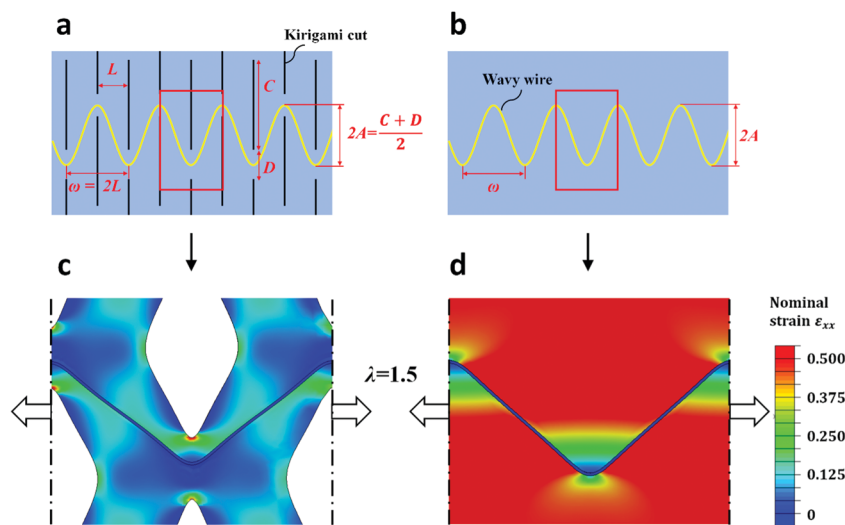 a
Kirigami cut
L
C
2A=C + D
2
D
ω = 2L
b
Wavy wire
2A
ω
c
λ=1.5
d
Nominal
strain εxx
0.500
0.375
0.250
0.125
0